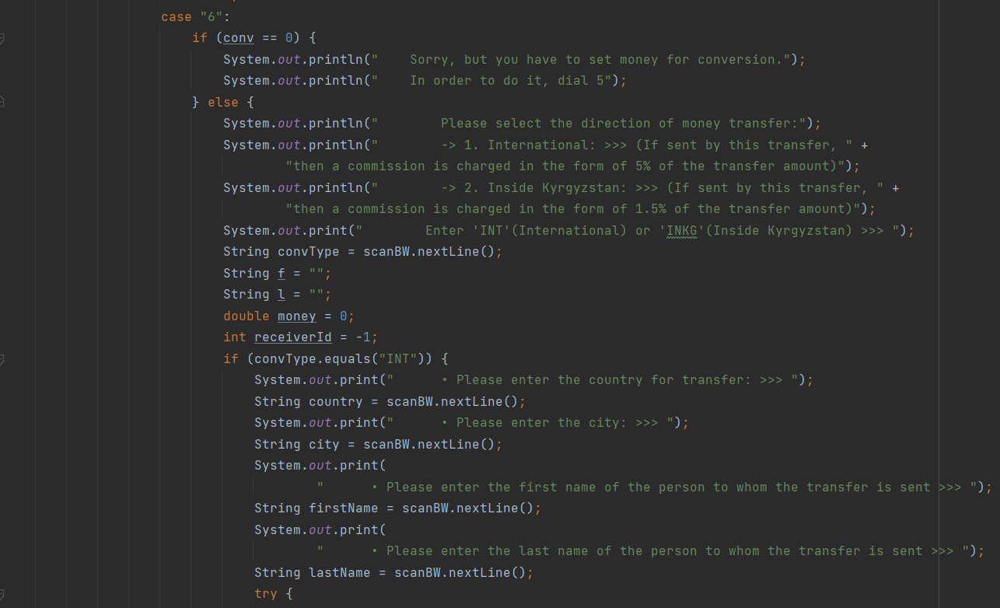 case "6":
if (conv == 0) {
System.out.println("    Sorry, but you have to set money for conversion.");
System.out.println("    In order to do it, dial 5");
} else {
System.out.println("        Please select the direction of money transfer:");
System.out.println("        -> 1. International: >>> (If sent by this transfer, " +
"then a commission is charged in the form of 5% of the transfer amount)");
System.out.println("        -> 2. Inside Kyrgyzstan: >>> (If sent by this transfer, " +
"then a commission is charged in the form of 1.5% of the transfer amount)");
System.out.print("        Enter 'INT'(International) or 'INKG'(Inside Kyrgyzstan) >>> ");
String convType = scanBW.nextLine();
String f = "";
String l = "";
double money = 0;
int receiverId = -1;
if (convType.equals("INT")) {
System.out.print("      • Please enter the country for transfer: >>> ");
String country = scanBW.nextLine();
System.out.print("      • Please enter the city: >>> ");
String city = scanBW.nextLine();
System.out.print(
"      • Please enter the first name of the person to whom the transfer is sent >>> ");
String firstName = scanBW.nextLine();
System.out.print(
"      • Please enter the last name of the person to whom the transfer is sent >>> ");
String lastName = scanBW.nextLine();
try {